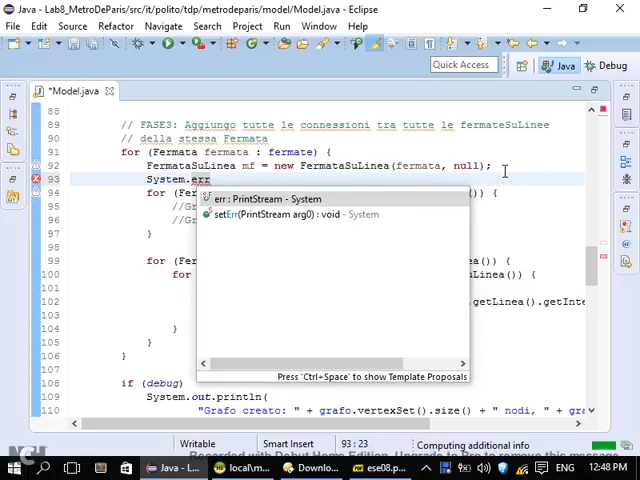 Java - Lab8_MetroDeParis/src/it/polito/tdp/metrodeparis/model/Model.java - Eclipse
File Edit Source Refactor Navigate Search Project Run Window Help
Quick Access
Java
Debug
*Model.java
88
89 // FASE3: Aggiungo tutte le connessioni tra tutte le fermateSuLinee
90 // della stessa Fermata
91 for (Fermata fermata : fermate) {
92 FermataSuLinea mf = new FermataSuLinea(fermata, null);
93 System.err
94 for (Fe ()) {
95 //Gr
96 //Gr
97 }
98
99 for (Fe ea()) {
100 for inea()) {
101
102 .getLinea().getInte
103
104 }
105 }
106 }
107
108 if (debug)
109 System.out.println(
110 "Grafo creato: " + grafo.vertexSet().size() + " nodi, " + gra
err : PrintStream - System
setErr(PrintStream arg0) : void - System
Press 'Ctrl+Space' to show Template Proposals
Writable
Smart Insert
93 : 23
Computing additional info
Recorded with Debut Home Edition. Upgrade to Pro to remove this message
NCH
Java - L...
local\m...
Downlo...
ese08.p...
ENG
12:48 PM